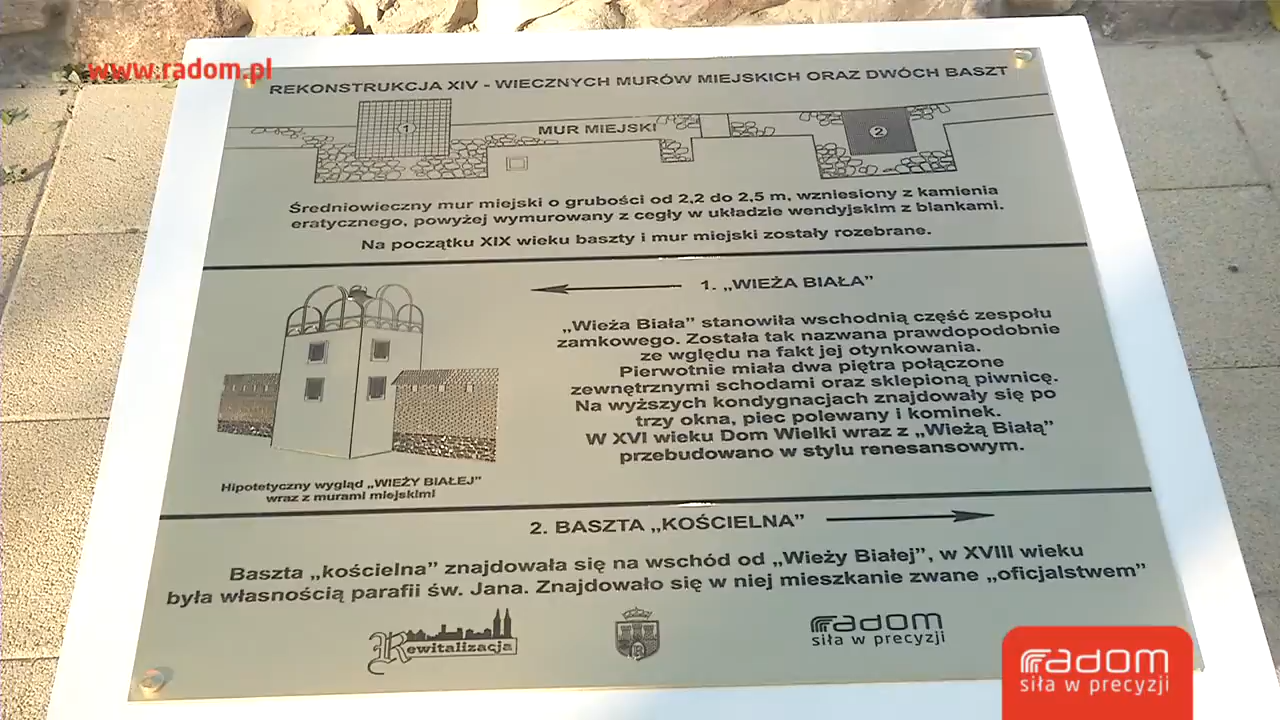 www.radom.pl
REKONSTRUKCJA XIV - WIECZNYCH MURÓW MIEJSKICH ORAZ DWÓCH BASZT
1
MUR MIEJSKI
2
Średniowieczny mur miejski o grubości od 2,2 do 2,5 m, wzniesiony z kamienia
eratycznego, powyżej wymurowany z cegły w układzie wendyjskim z blankami.
Na początku XIX wieku baszty i mur miejski zostały rozebrane.
1. „WIEŻA BIAŁA”
„Wieża Biała” stanowiła wschodnią część zespołu
zamkowego. Została tak nazwana prawdopodobnie
ze wględu na fakt jej otynkowania.
Pierwotnie miała dwa piętra połączone
zewnętrznymi schodami oraz sklepioną piwnicę.
Na wyższych kondygnacjach znajdowały się po
trzy okna, piec polewany i kominek.
W XVI wieku Dom Wielki wraz z „Wieżą Białą”
przebudowano w stylu renesansowym.
Hipotetyczny wygląd „WIEŻY BIAŁEJ”
wraz z murami miejskimi
2. BASZTA „KOŚCIELNA”
Baszta „kościelna” znajdowała się na wschód od „Wieży Białej”, w XVIII wieku
była własnością parafii św. Jana. Znajdowało się w niej mieszkanie zwane „oficjalstwem”
Rewitalizacja
R
radom
siła w precyzji
radom
siła w precyzji